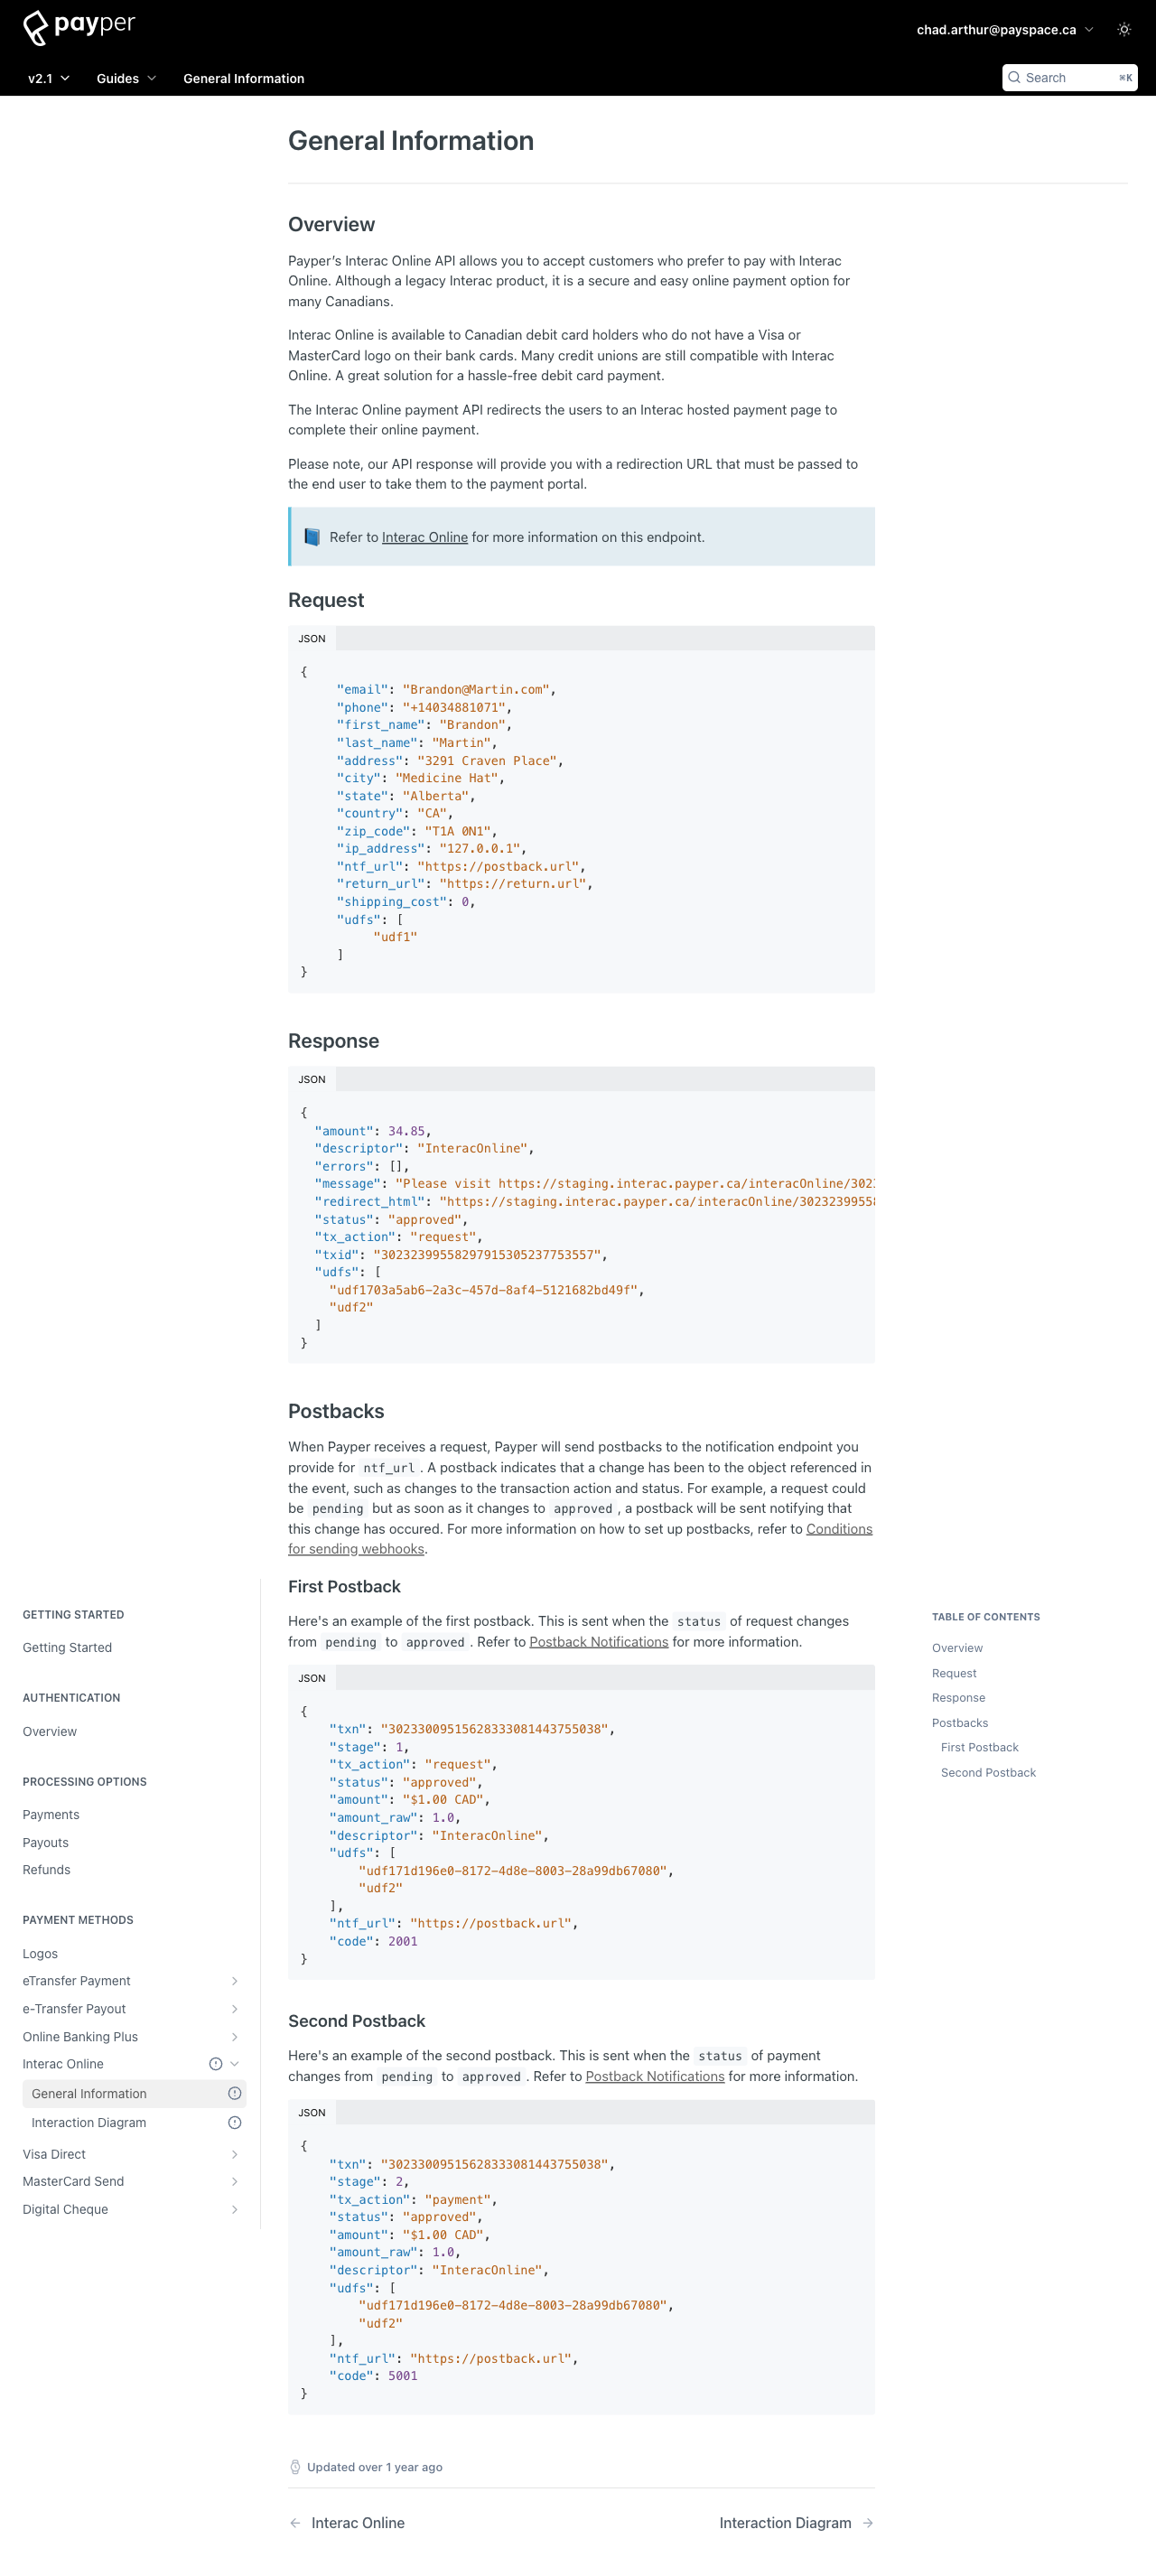 payper
chad.arthur@payspace.ca
v2.1 Guides General Information
Search ⌘K
General Information
Overview
Payper’s Interac Online API allows you to accept customers who prefer to pay with Interac
Online. Although a legacy Interac product, it is a secure and easy online payment option for
many Canadians.
Interac Online is available to Canadian debit card holders who do not have a Visa or
MasterCard logo on their bank cards. Many credit unions are still compatible with Interac
Online. A great solution for a hassle-free debit card payment.
The Interac Online payment API redirects the users to an Interac hosted payment page to
complete their online payment.
Please note, our API response will provide you with a redirection URL that must be passed to
the end user to take them to the payment portal.
Refer to Interac Online for more information on this endpoint.
Request
JSON
{
"email": "Brandon@Martin.com",
"phone": "+14034881071",
"first_name": "Brandon",
"last_name": "Martin",
"address": "3291 Craven Place",
"city": "Medicine Hat",
"state": "Alberta",
"country": "CA",
"zip_code": "T1A 0N1",
"ip_address": "127.0.0.1",
"ntf_url": "https://postback.url",
"return_url": "https://return.url",
"shipping_cost": 0,
"udfs": [
"udf1"
]
}
Response
JSON
{
"amount": 34.85,
"descriptor": "InteracOnline",
"errors": [],
"message": "Please visit https://staging.interac.payper.ca/interacOnline/3023
"redirect_html": "https://staging.interac.payper.ca/interacOnline/30232399558
"status": "approved",
"tx_action": "request",
"txid": "30232399558297915305237753557",
"udfs": [
"udf1703a5ab6-2a3c-457d-8af4-5121682bd49f",
"udf2"
]
}
Postbacks
When Payper receives a request, Payper will send postbacks to the notification endpoint you
provide for ntf_url . A postback indicates that a change has been to the object referenced in
the event, such as changes to the transaction action and status. For example, a request could
be pending but as soon as it changes to approved , a postback will be sent notifying that
this change has occured. For more information on how to set up postbacks, refer to Conditions
for sending webhooks.
First Postback
Here's an example of the first postback. This is sent when the status of request changes
from pending to approved . Refer to Postback Notifications for more information.
JSON
{
"txn": "30233009515628333081443755038",
"stage": 1,
"tx_action": "request",
"status": "approved",
"amount": "$1.00 CAD",
"amount_raw": 1.0,
"descriptor": "InteracOnline",
"udfs": [
"udf171d196e0-8172-4d8e-8003-28a99db67080",
"udf2"
],
"ntf_url": "https://postback.url",
"code": 2001
}
Second Postback
Here's an example of the second postback. This is sent when the status of payment
changes from pending to approved . Refer to Postback Notifications for more information.
JSON
{
"txn": "30233009515628333081443755038",
"stage": 2,
"tx_action": "payment",
"status": "approved",
"amount": "$1.00 CAD",
"amount_raw": 1.0,
"descriptor": "InteracOnline",
"udfs": [
"udf171d196e0-8172-4d8e-8003-28a99db67080",
"udf2"
],
"ntf_url": "https://postback.url",
"code": 5001
}
Updated over 1 year ago
Interac Online
Interaction Diagram
GETTING STARTED
Getting Started
AUTHENTICATION
Overview
PROCESSING OPTIONS
Payments
Payouts
Refunds
PAYMENT METHODS
Logos
eTransfer Payment
e-Transfer Payout
Online Banking Plus
Interac Online
General Information
Interaction Diagram
Visa Direct
MasterCard Send
Digital Cheque
TABLE OF CONTENTS
Overview
Request
Response
Postbacks
First Postback
Second Postback